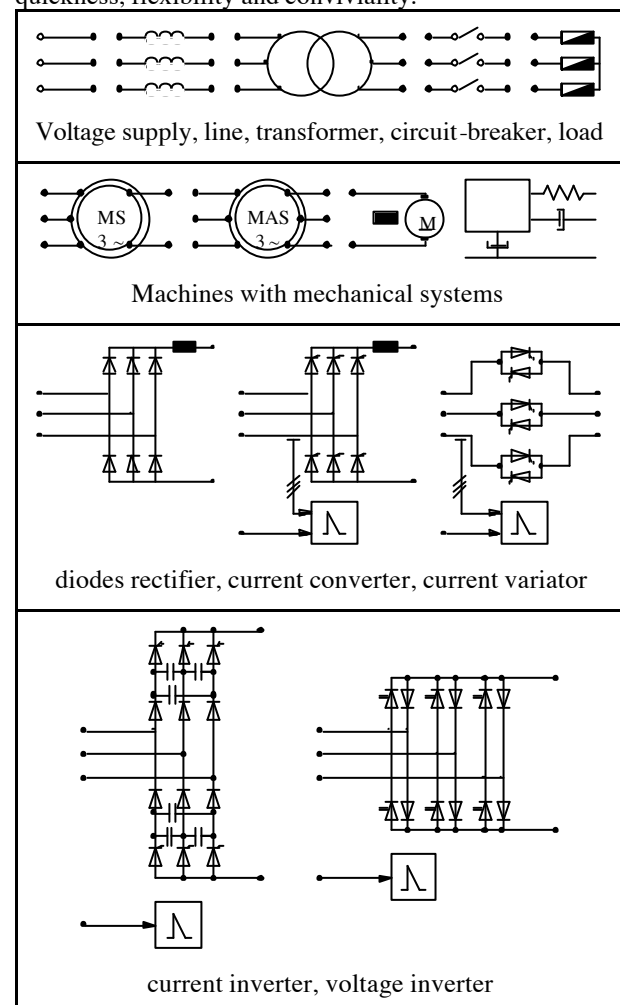 quickness, flexibility and conviviality.
Voltage supply, line, transformer, circuit-breaker, load
MS
3 ~
MAS
3 ~
M
Machines with mechanical systems
diodes rectifier, current converter, current variator
current inverter, voltage inverter